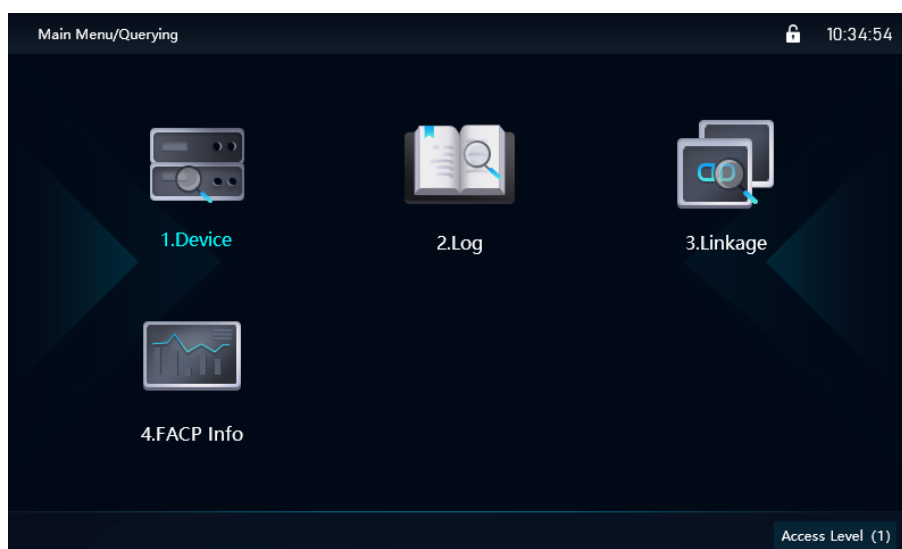 Main Menu/Querying
10:34:54
1.Device
2.Log
3.Linkage
4.FACP Info
Access Level (1)